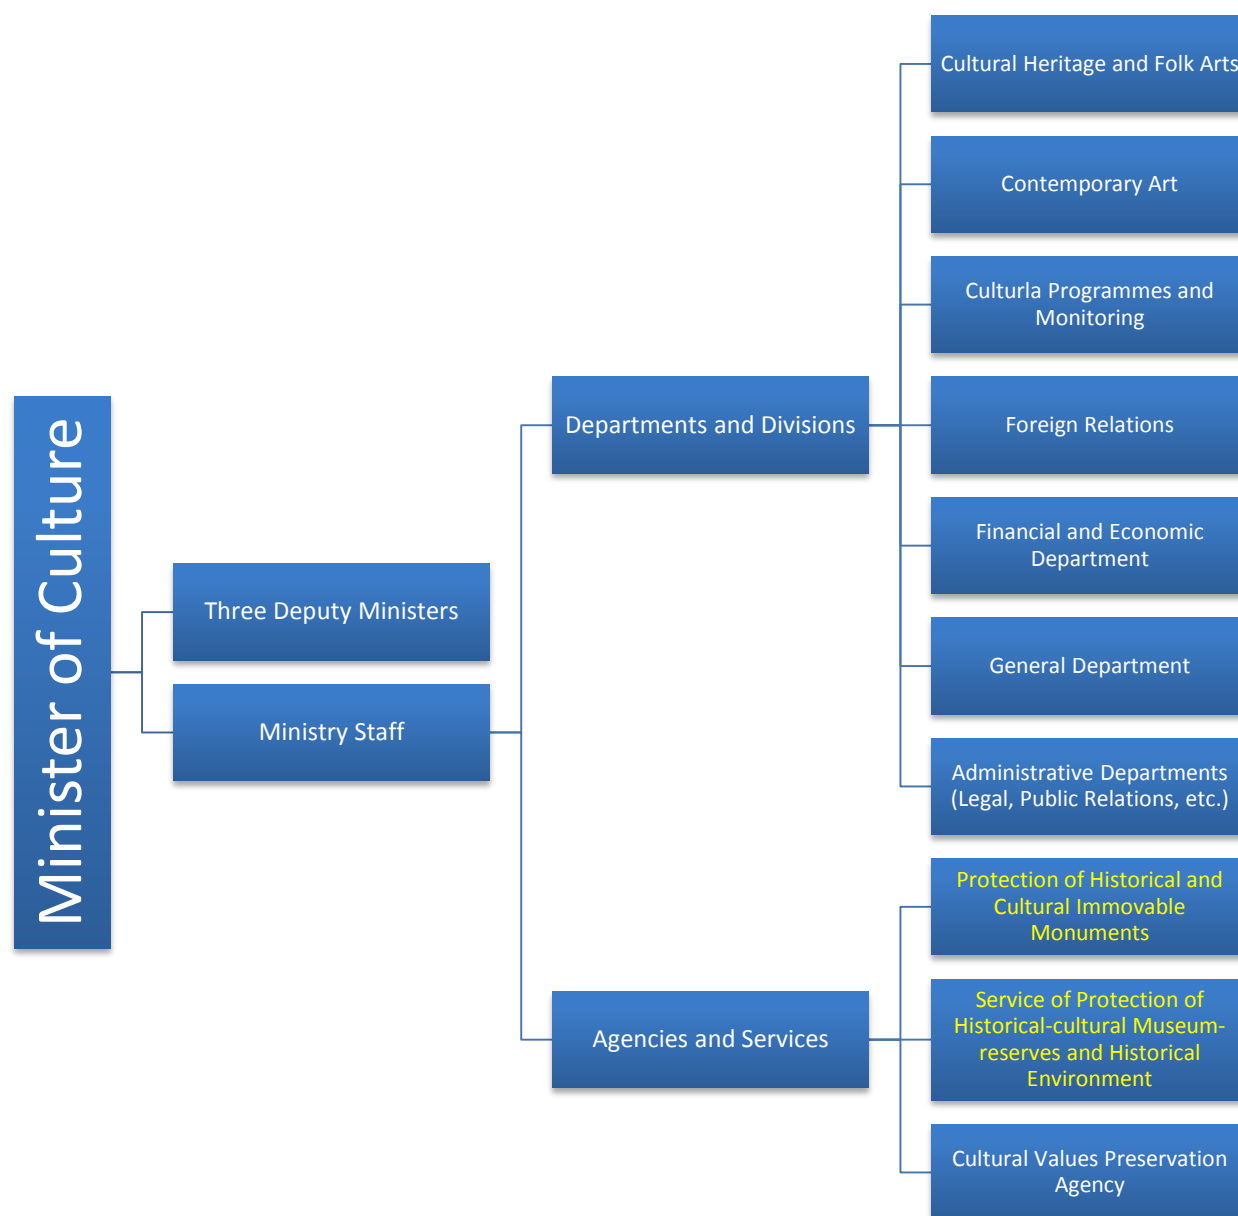 Minister of Culture
Three Deputy Ministers
Ministry Staff
Departments and Divisions
Agencies and Services
Cultural Heritage and Folk Arts
Contemporary Art
Culturla Programmes and
Monitoring
Foreign Relations
Financial and Economic
Department
General Department
Administrative Departments
(Legal, Public Relations, etc.)
Protection of Historical and
Cultural Immovable
Monuments
Service of Protection of
Historical-cultural Museum-
reserves and Historical
Environment
Cultural Values Preservation
Agency